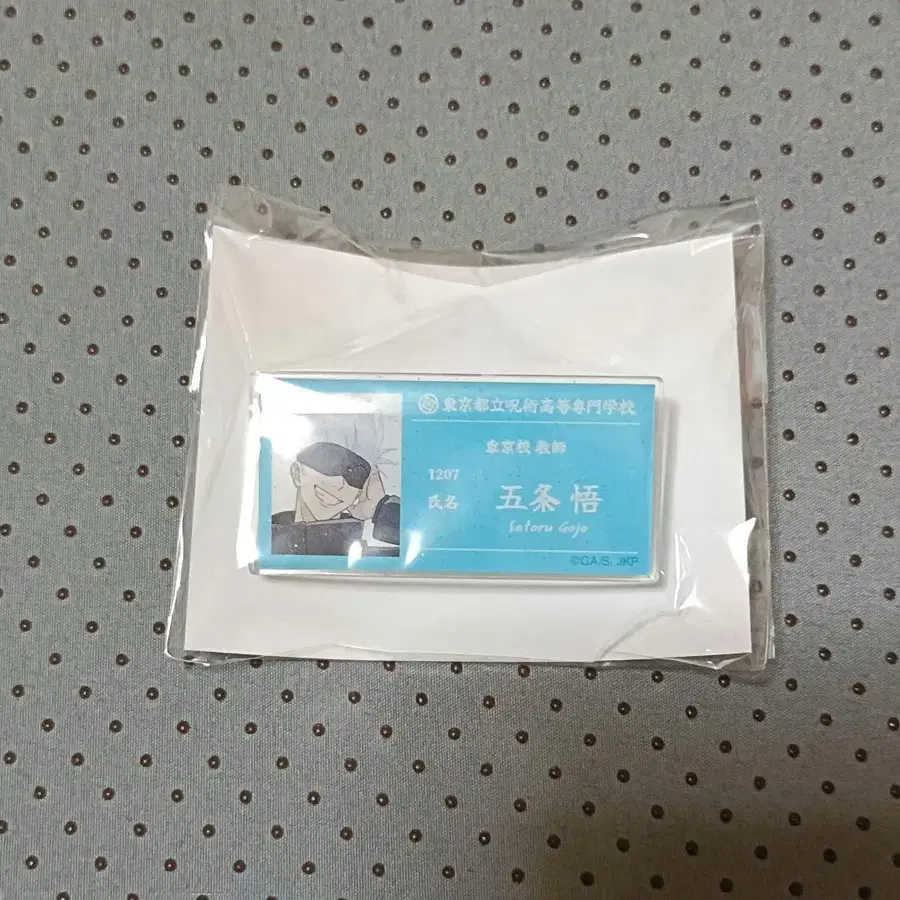 東京都立呪術高等専門学校
東京校 教師
1207
氏名 五条 悟
Satoru Gojo
©GA/S, JKP